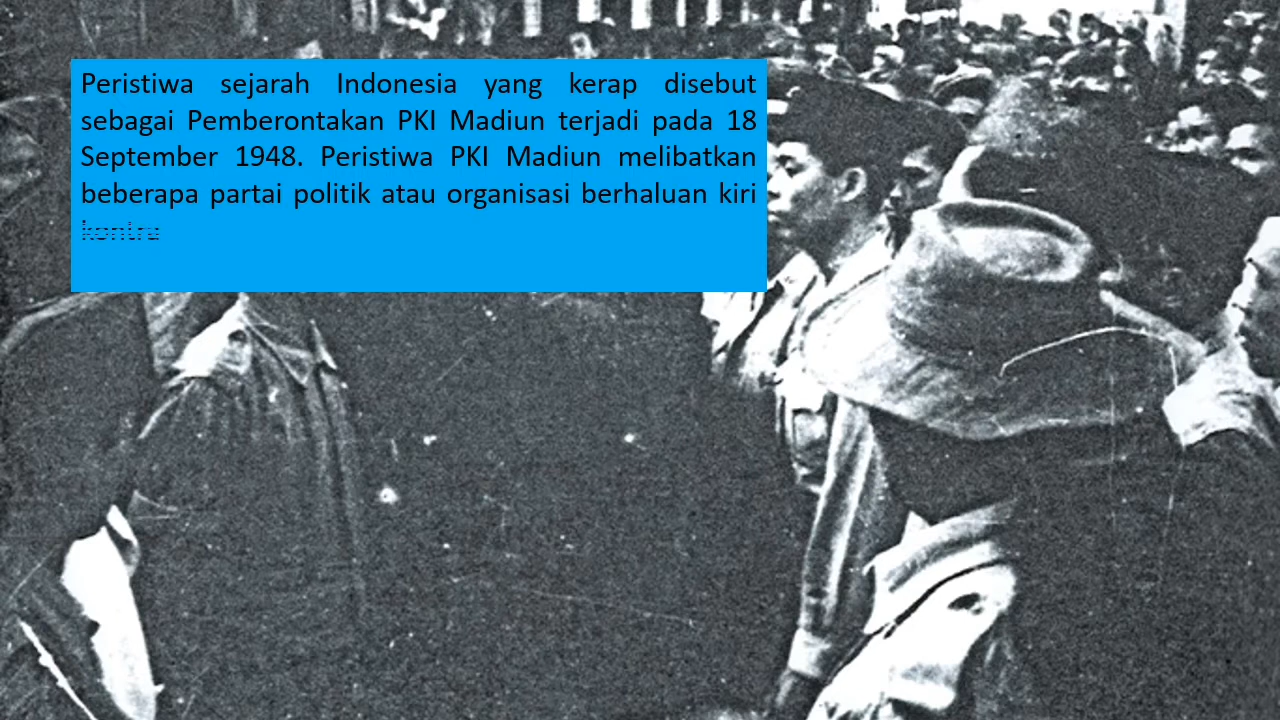 Peristiwa sejarah Indonesia yang kerap disebut
sebagai Pemberontakan PKI Madiun terjadi pada 18
September 1948. Peristiwa PKI Madiun melibatkan
beberapa partai politik atau organisasi berhaluan kiri